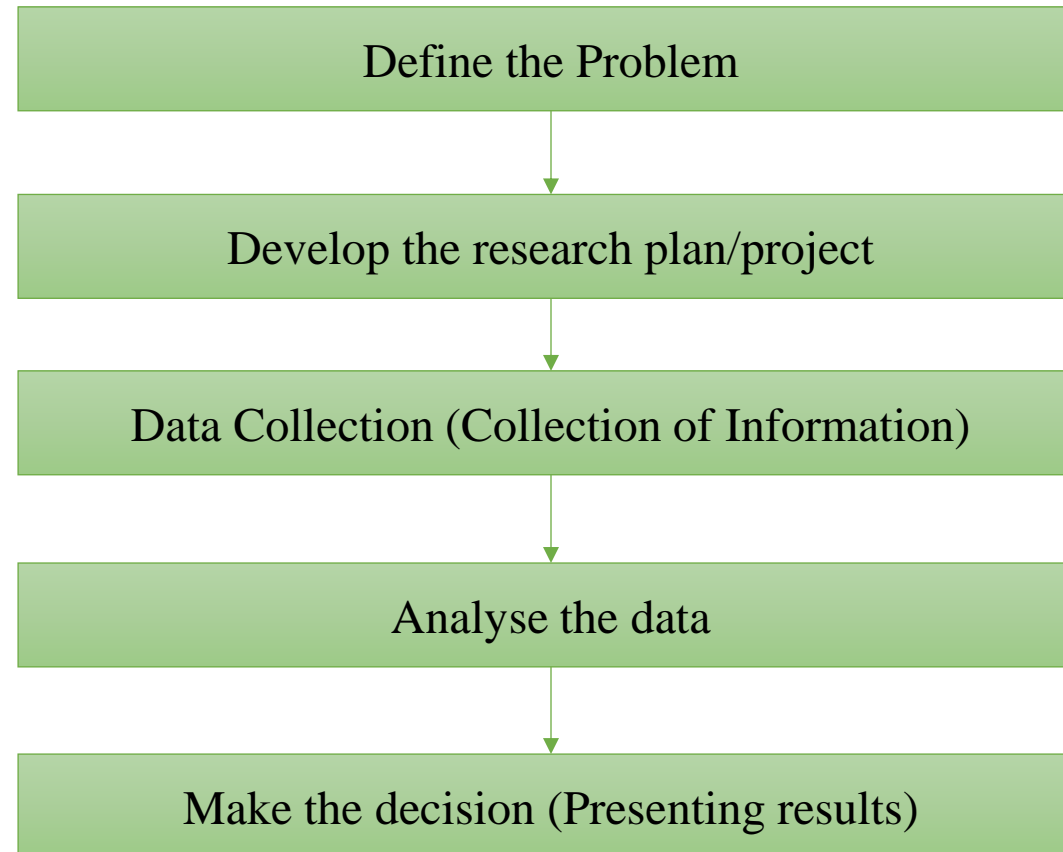 Define the Problem
Develop the research plan/project
Data Collection (Collection of Information)
Analyse the data
Make the decision (Presenting results)